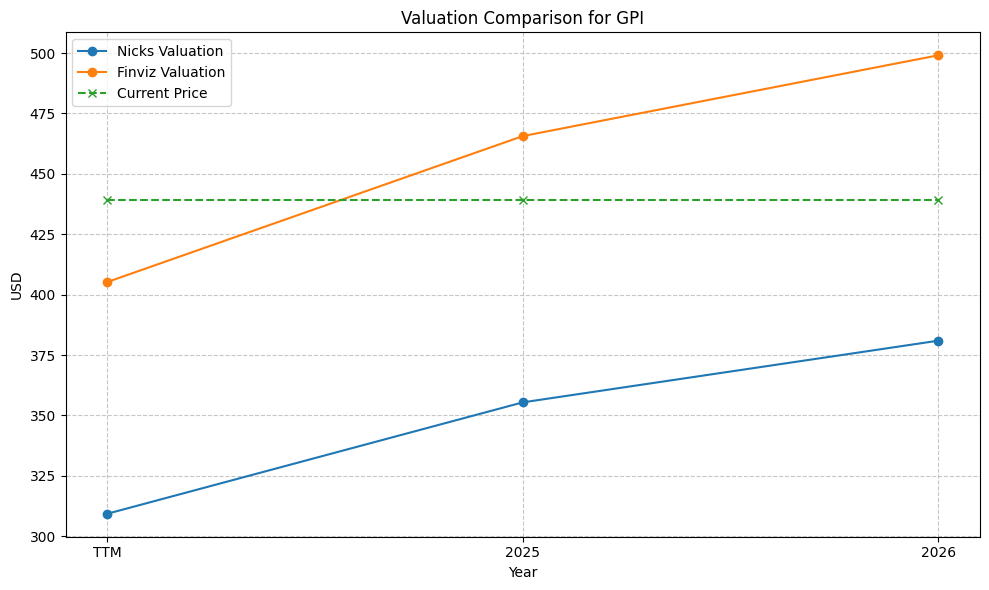 Valuation Comparison for GPI
Nicks Valuation
Finviz Valuation
Current Price
USD
500
475
450
425
400
375
350
325
300
TTM
2025
2026
Year